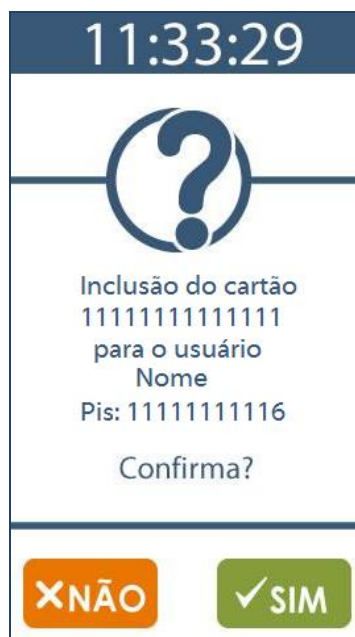 11:33:29
?
Inclusão do cartão
11111111111111
para o usuário
Nome
Pis: 11111111116
Confirma?
NÃO
SIM